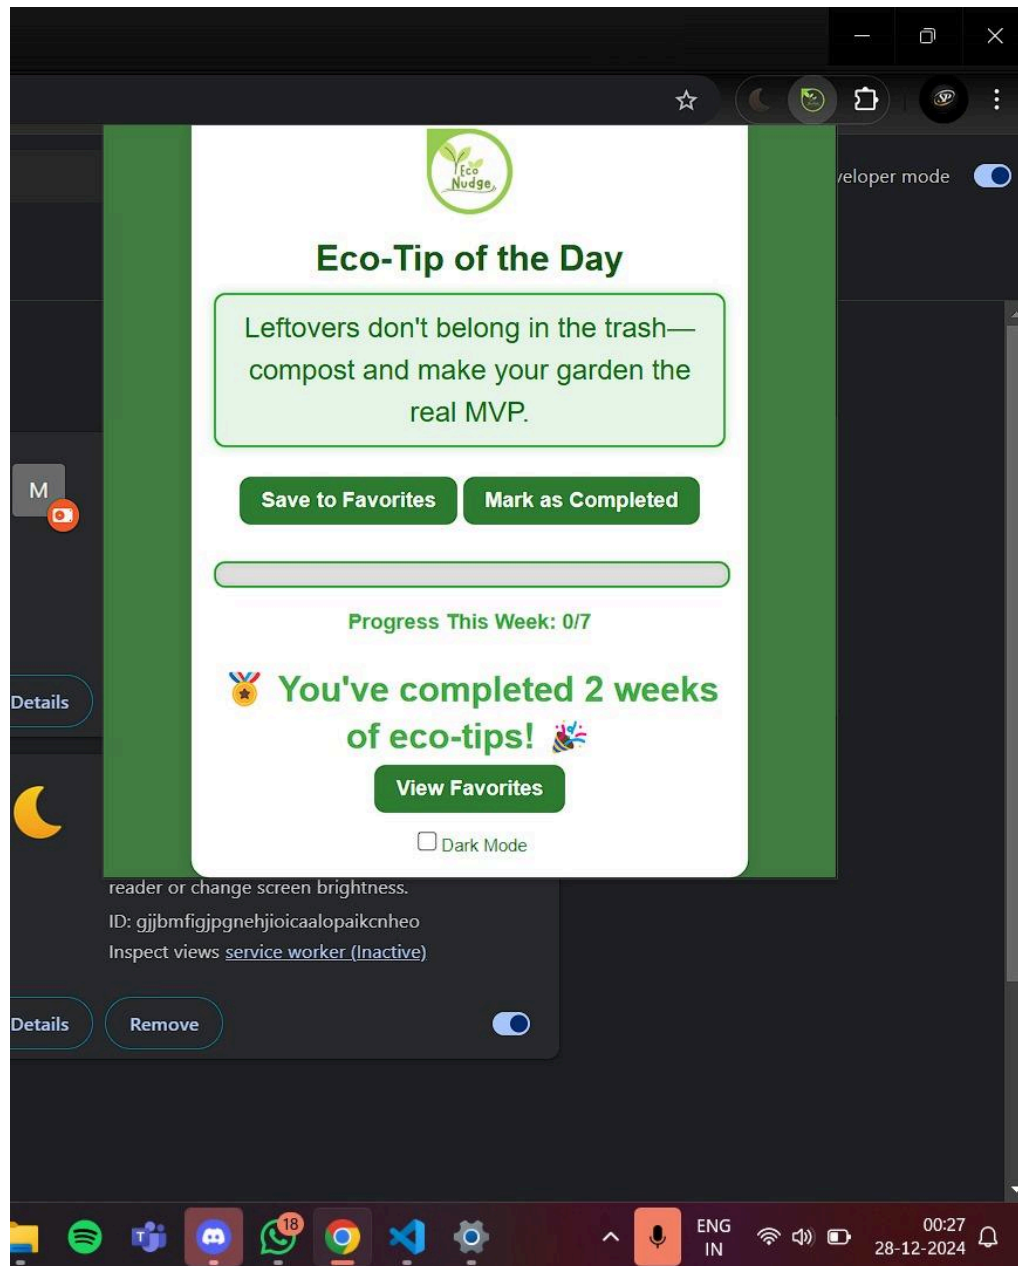 SP
veloper mode
Eco
Nudge
Eco-Tip of the Day
Leftovers don't belong in the trash—
compost and make your garden the
real MVP.
Save to Favorites
Mark as Completed
M
Progress This Week: 0/7
You've completed 2 weeks
of eco-tips!
Details
View Favorites
Dark Mode
reader or change screen brightness.
ID: gjjbmfigjpgnehjioicaalopaikcnheo
Inspect views service worker (Inactive)
Details
Remove
18
ENG
IN
00:27
28-12-2024